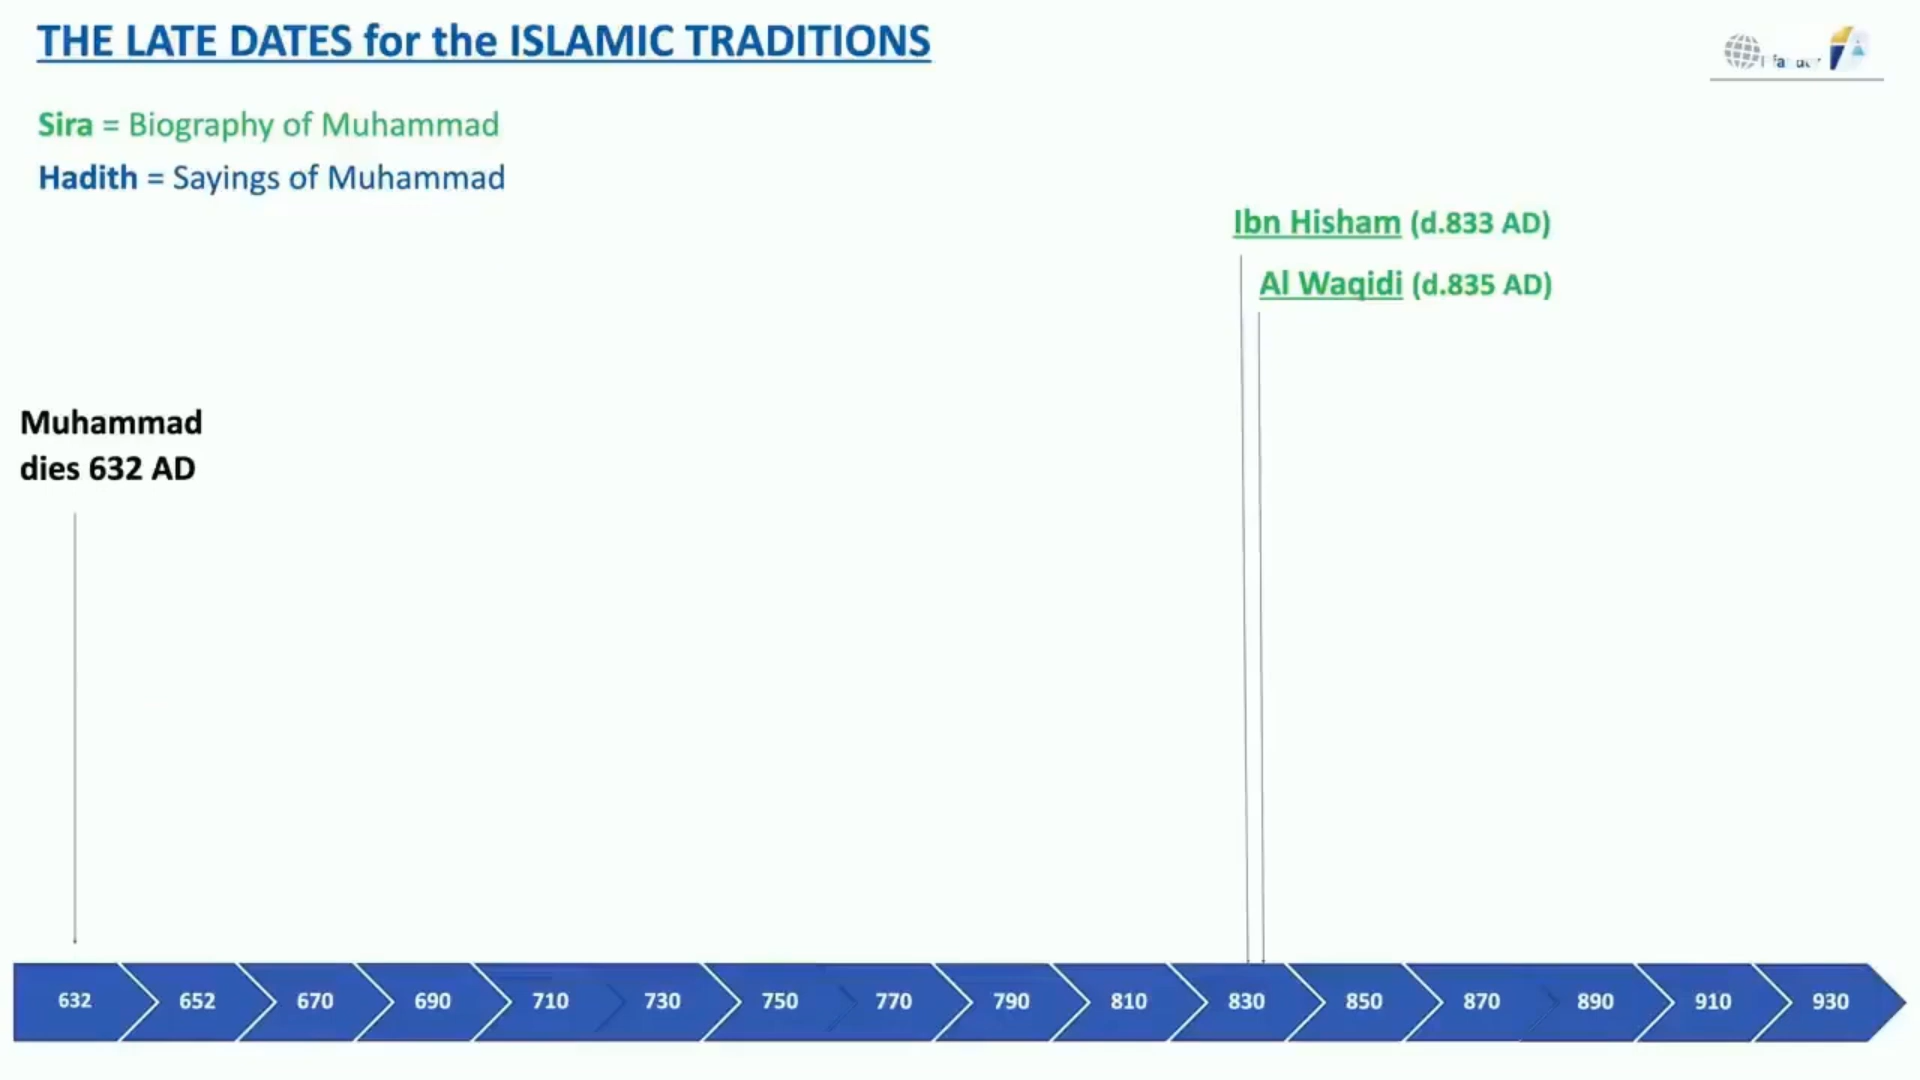 THE LATE DATES for the ISLAMIC TRADITIONS
Sira = Biography of Muhammad
Hadith = Sayings of Muhammad
Ibn Hisham (d.833 AD)
Al Waqidi (d.835 AD)
Muhammad
dies 632 AD
632 652 670 690 710 730 750 770 790 810 830 850 870 890 910 930